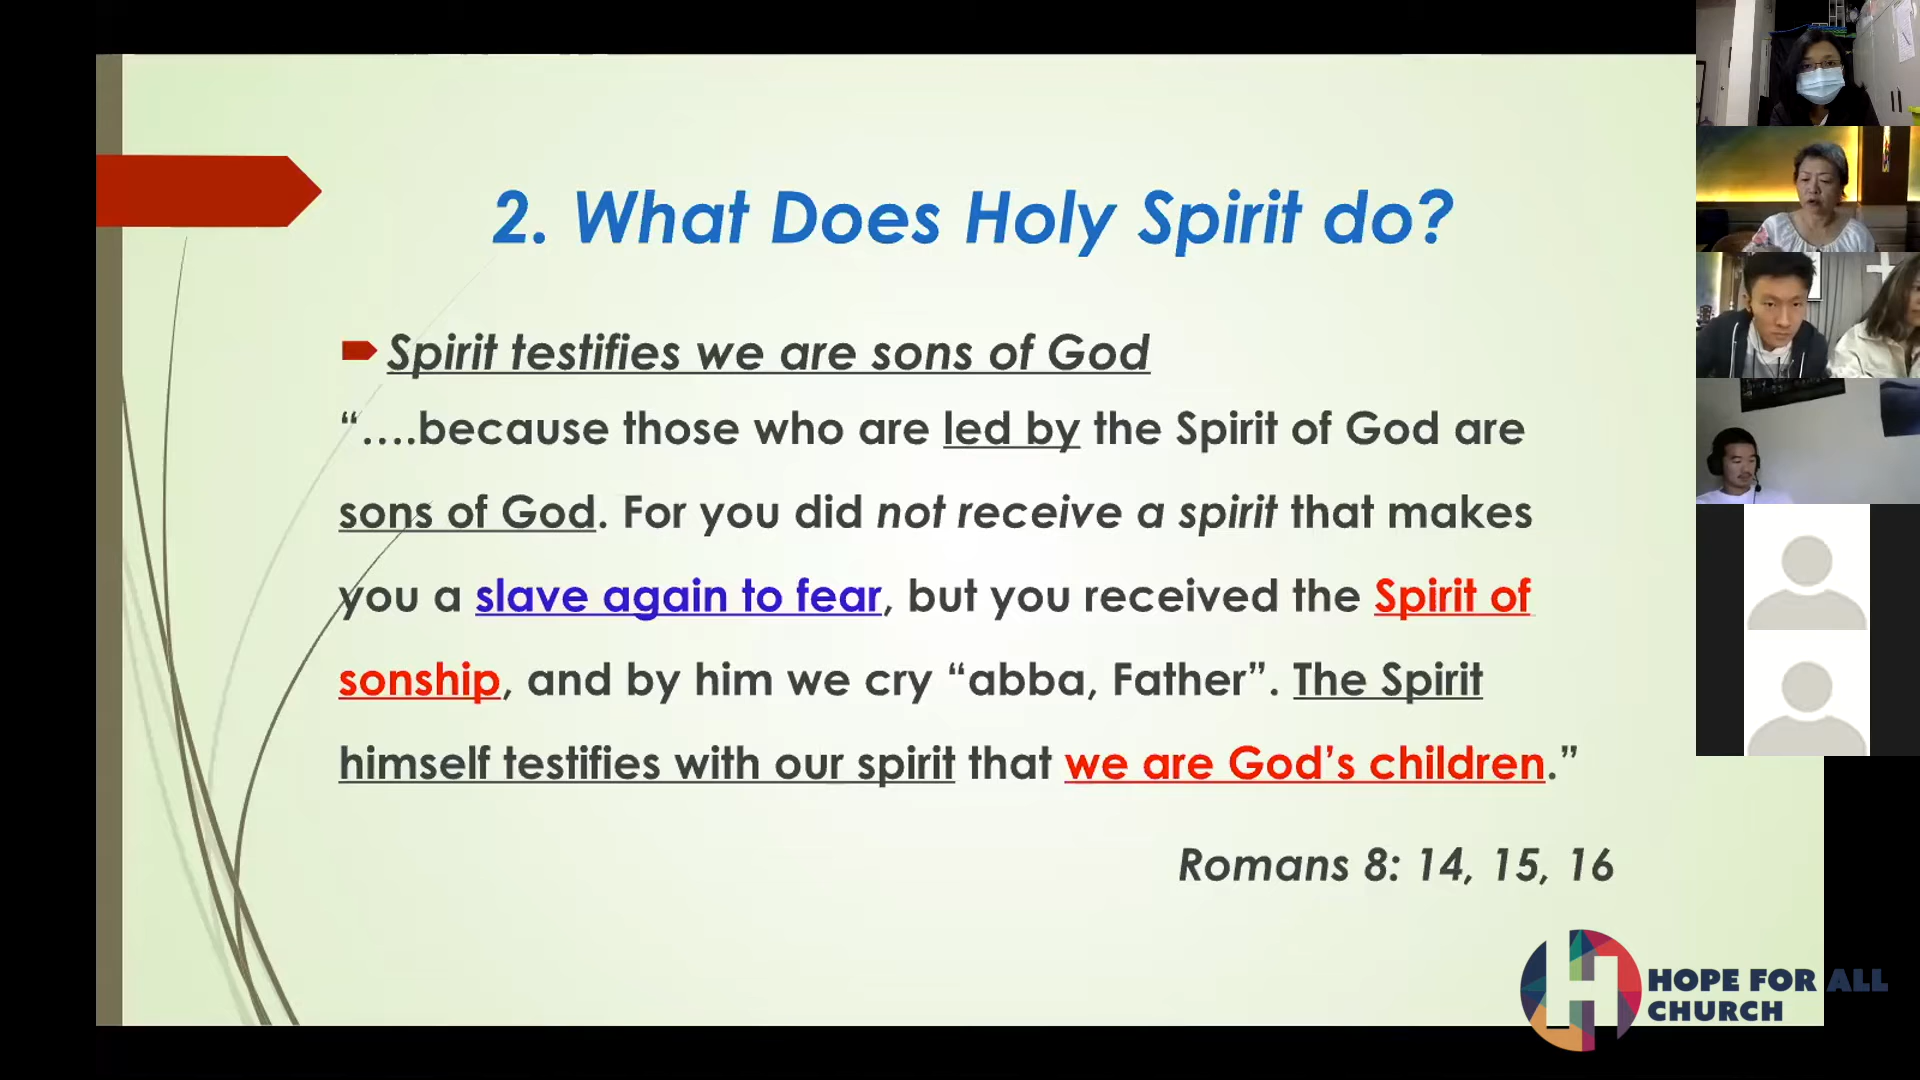 2. What Does Holy Spirit do?
Spirit testifies we are sons of God
“....because those who are led by the Spirit of God are
sons of God. For you did not receive a spirit that makes
you a slave again to fear, but you received the Spirit of
sonship, and by him we cry “abba, Father”. The Spirit
himself testifies with our spirit that we are God’s children.”
Romans 8: 14, 15, 16
HOPE FOR ALL
CHURCH